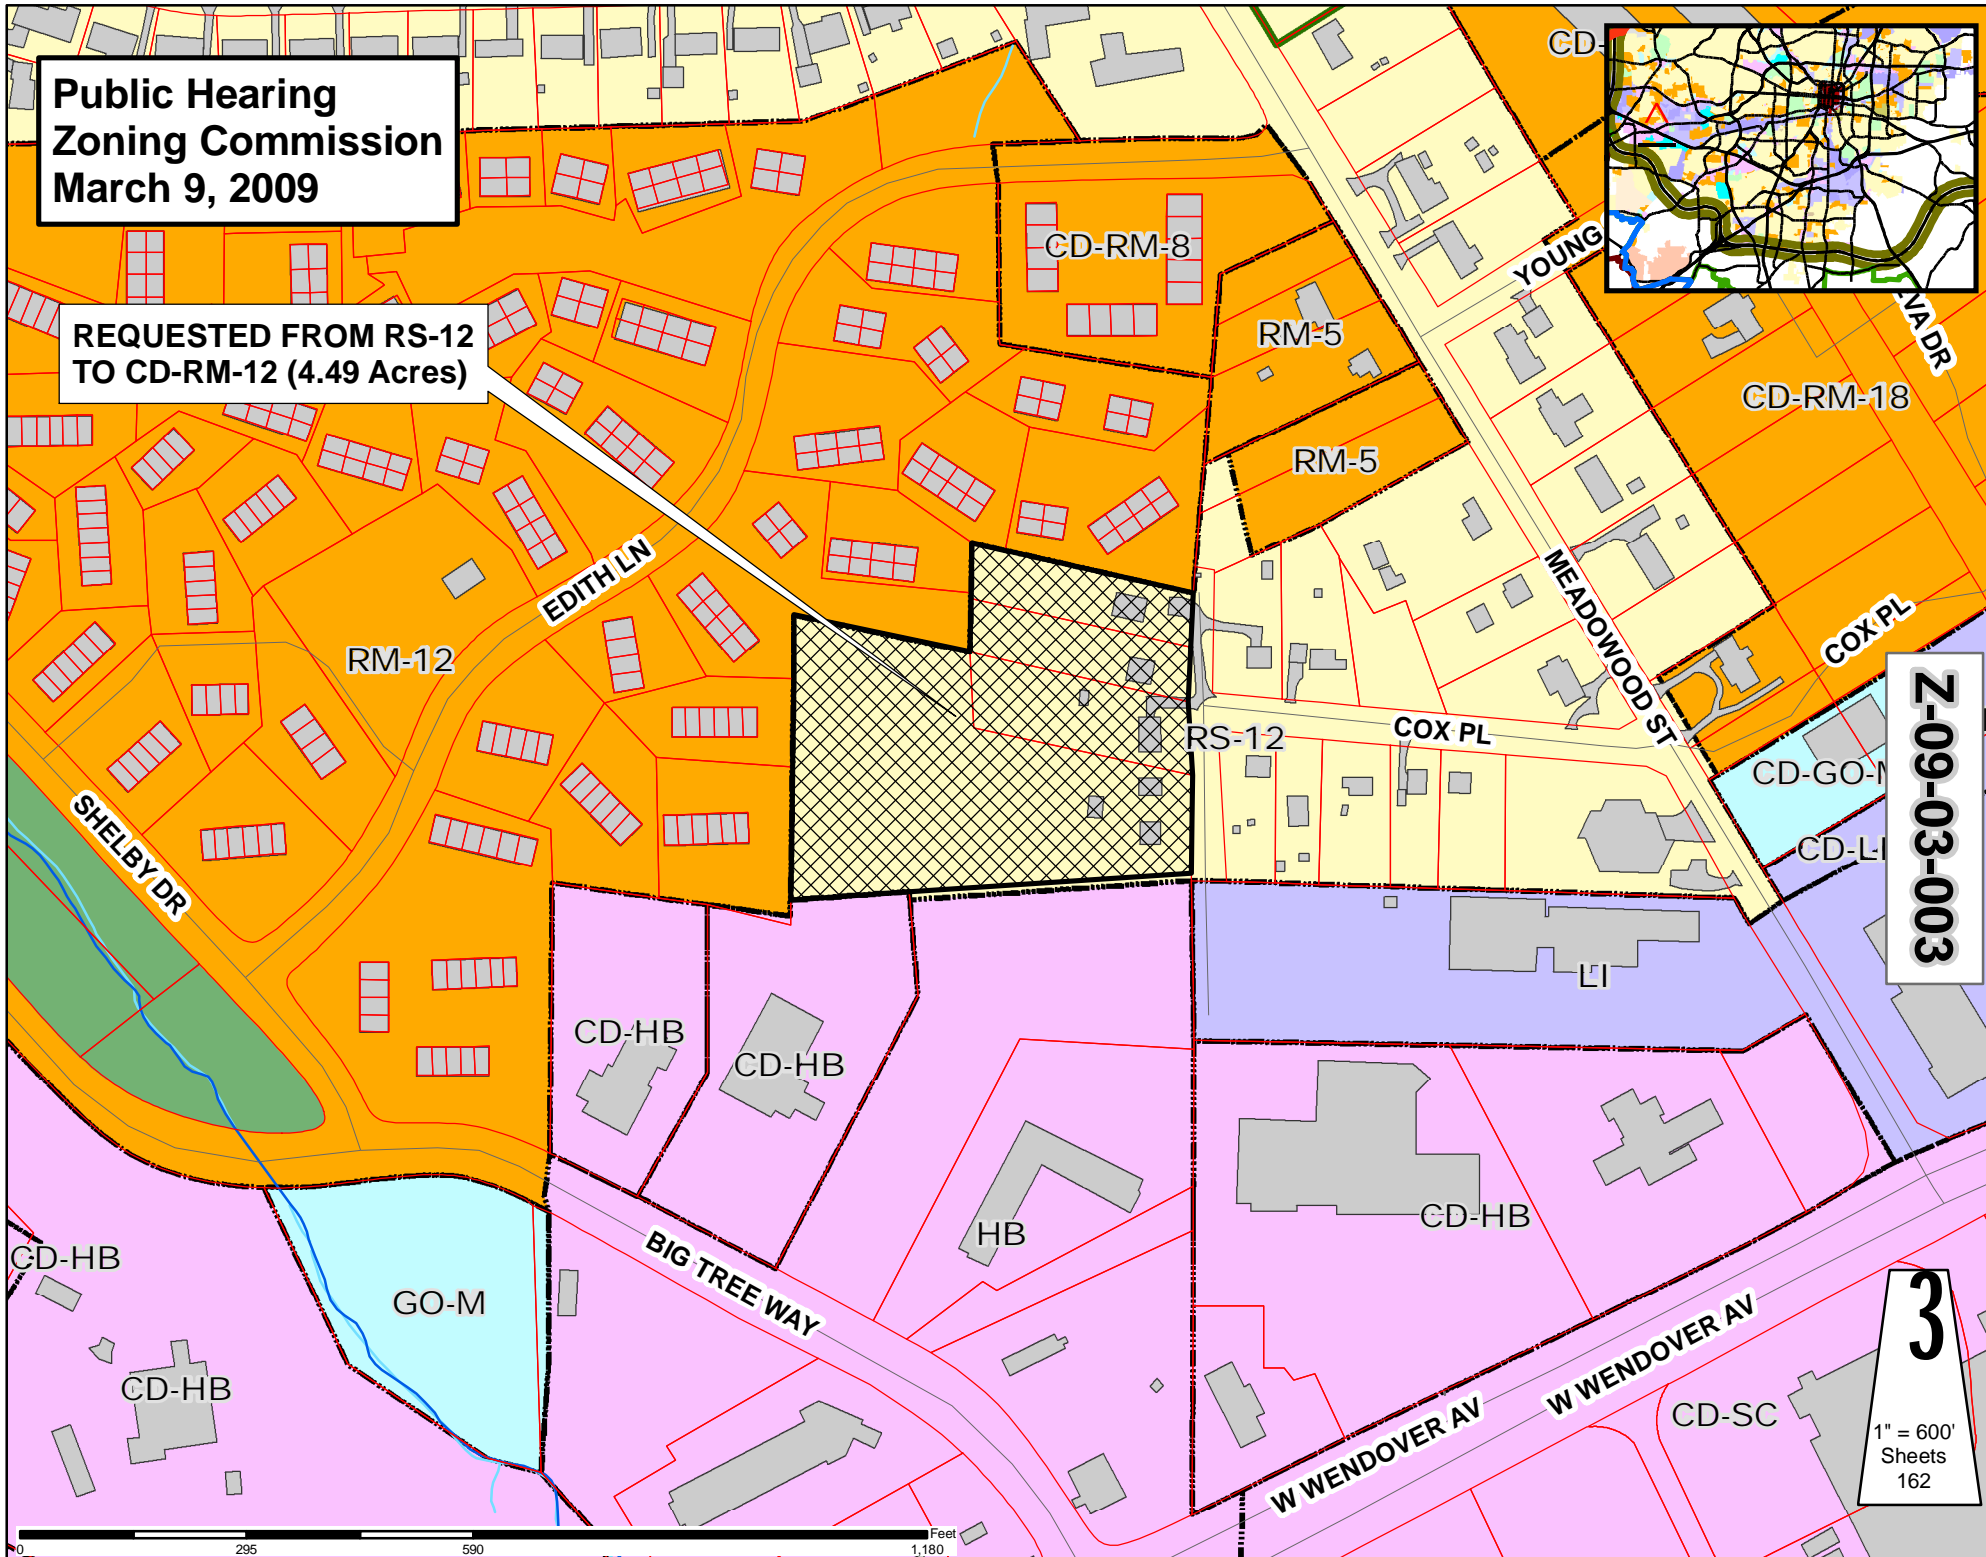 Public Hearing
Zoning Commission
March 9, 2009
REQUESTED FROM RS-12
TO CD-RM-12 (4.49 Acres)
CD-RM-8
RM-5
RM-5
YOUNG
CD-RM-18
EDITH LN
RM-12
MEADOWOOD ST
COX PL
COX PL
RS-12
CD-GO-M
CD-LI
Z-09-03-003
SHELBY DR
LI
CD-HB
CD-HB
HB
CD-HB
CD-HB
GO-M
BIG TREE WAY
CD-HB
W WENDOVER AV
W WENDOVER AV
CD-SC
3
1" = 600'
Sheets
162
Feet
0 295 590 1,180